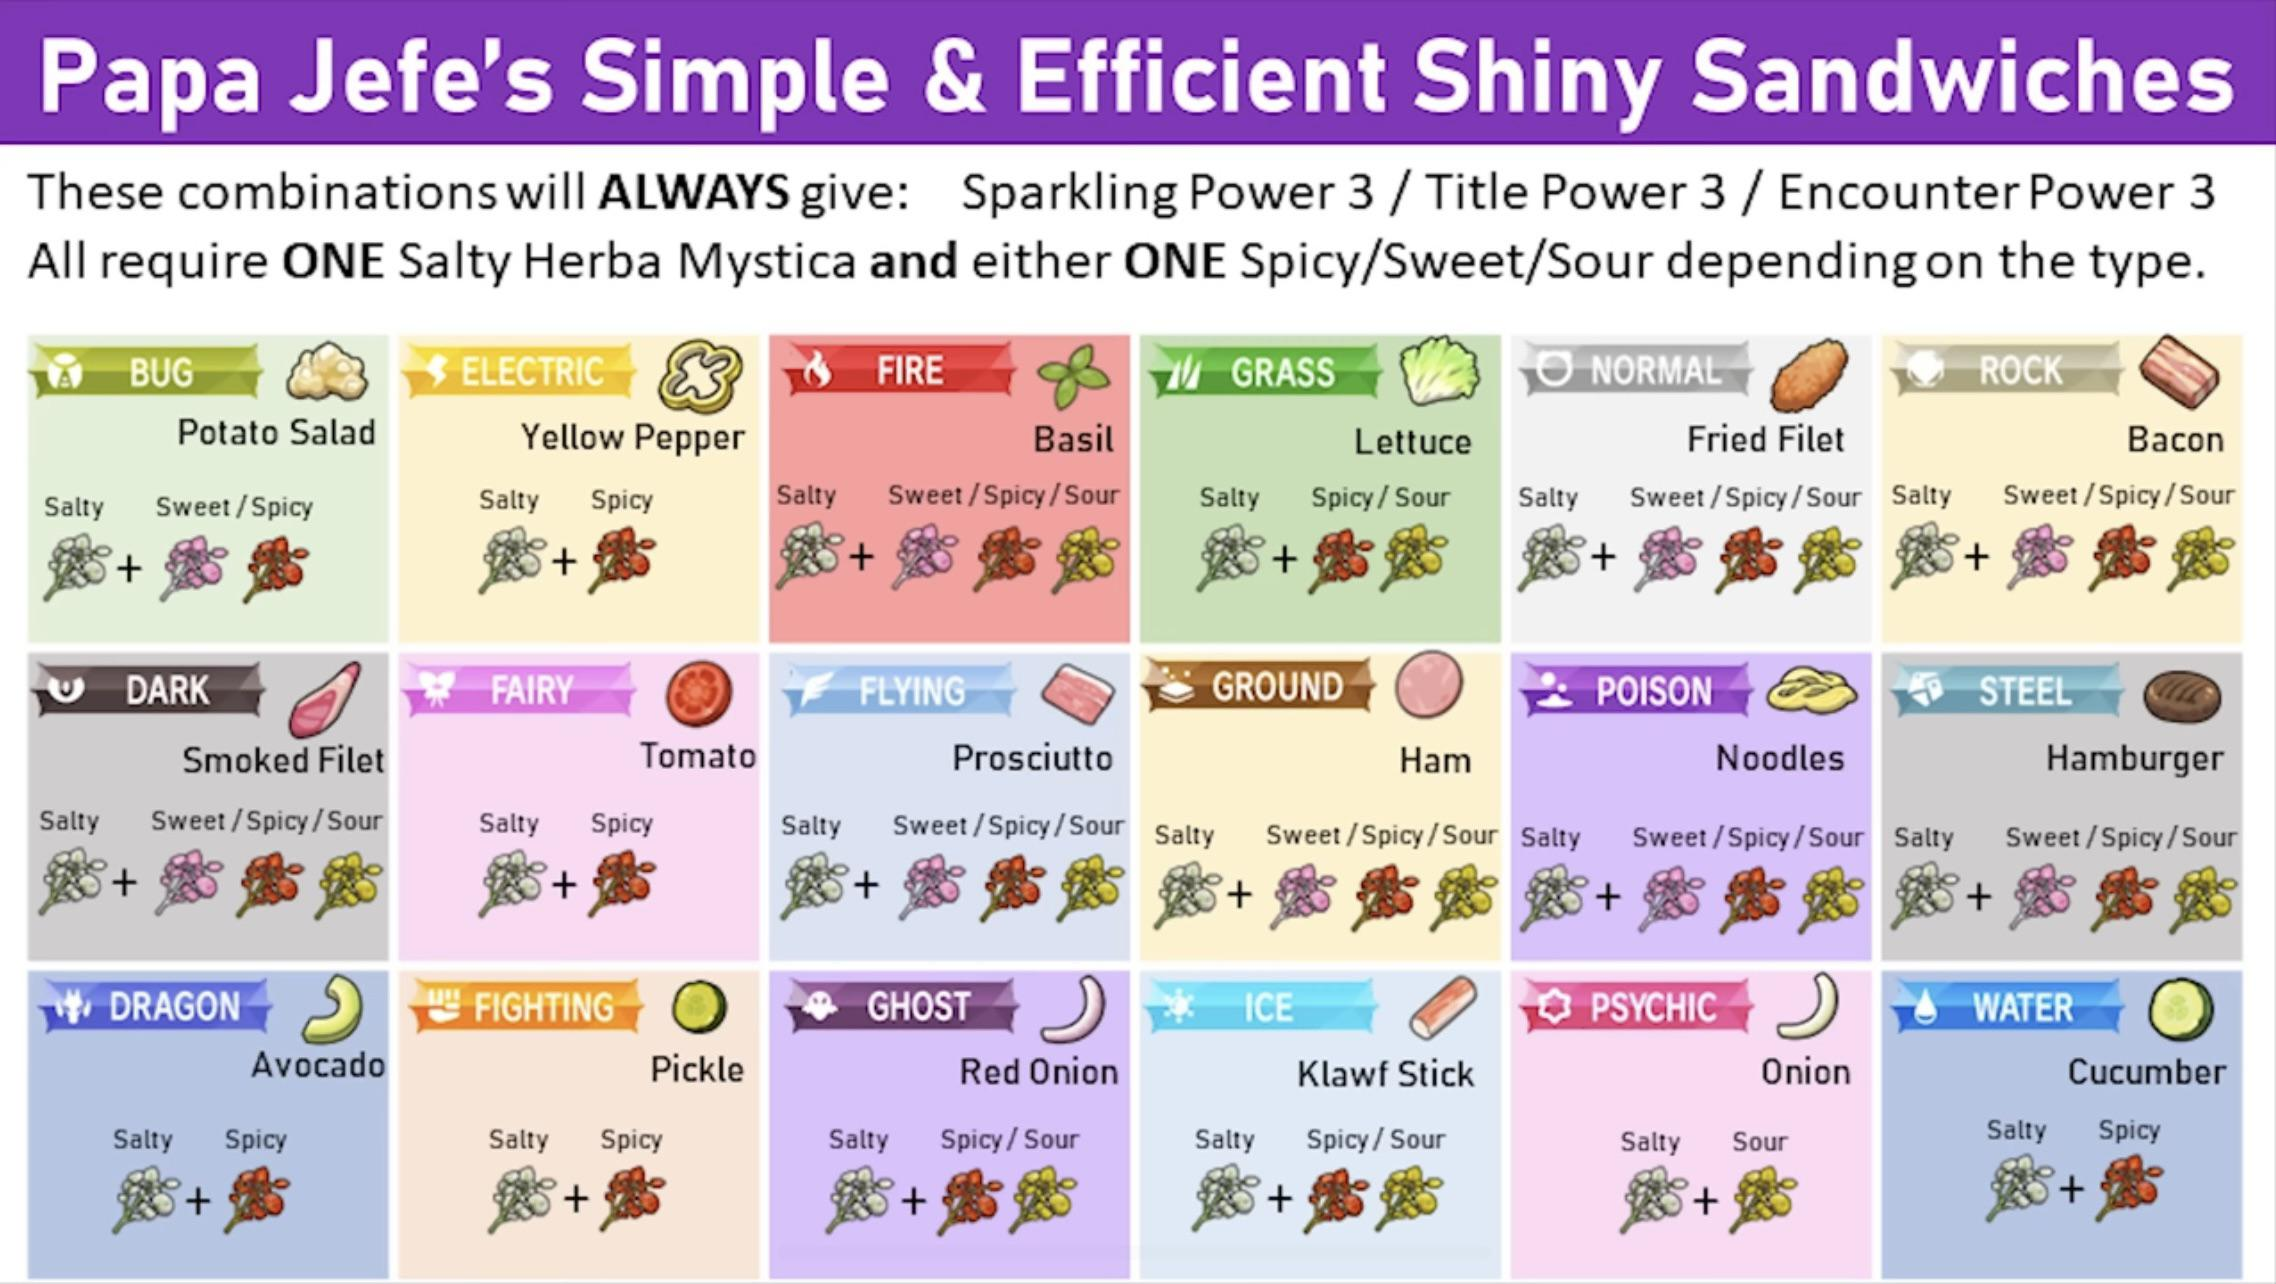 Papa Jefe's Simple & Efficient Shiny Sandwiches
These combinations will ALWAYS give: Sparkling Power 3 / Title Power 3 / Encounter Power 3
All require ONE Salty Herba Mystica and either ONE Spicy/Sweet/Sour depending on the type.
BUG
Potato Salad
Salty Sweet / Spicy
+
ELECTRIC
Yellow Pepper
Salty Spicy
+
FIRE
Basil
Salty Sweet / Spicy / Sour
+
GRASS
Lettuce
Salty Spicy / Sour
+
NORMAL
Fried Filet
Salty Sweet / Spicy / Sour
+
ROCK
Bacon
Salty Sweet / Spicy / Sour
+
DARK
Smoked Filet
Salty Sweet / Spicy / Sour
+
FAIRY
Tomato
Salty Spicy
+
FLYING
Prosciutto
Salty Sweet / Spicy / Sour
+
GROUND
Ham
Salty Sweet / Spicy / Sour
+
POISON
Noodles
Salty Sweet / Spicy / Sour
+
STEEL
Hamburger
Salty Sweet / Spicy / Sour
+
DRAGON
Avocado
Salty Spicy
+
FIGHTING
Pickle
Salty Spicy
+
GHOST
Red Onion
Salty Spicy / Sour
+
ICE
Klawf Stick
Salty Spicy / Sour
+
PSYCHIC
Onion
Salty Sour
+
WATER
Cucumber
Salty Spicy
+